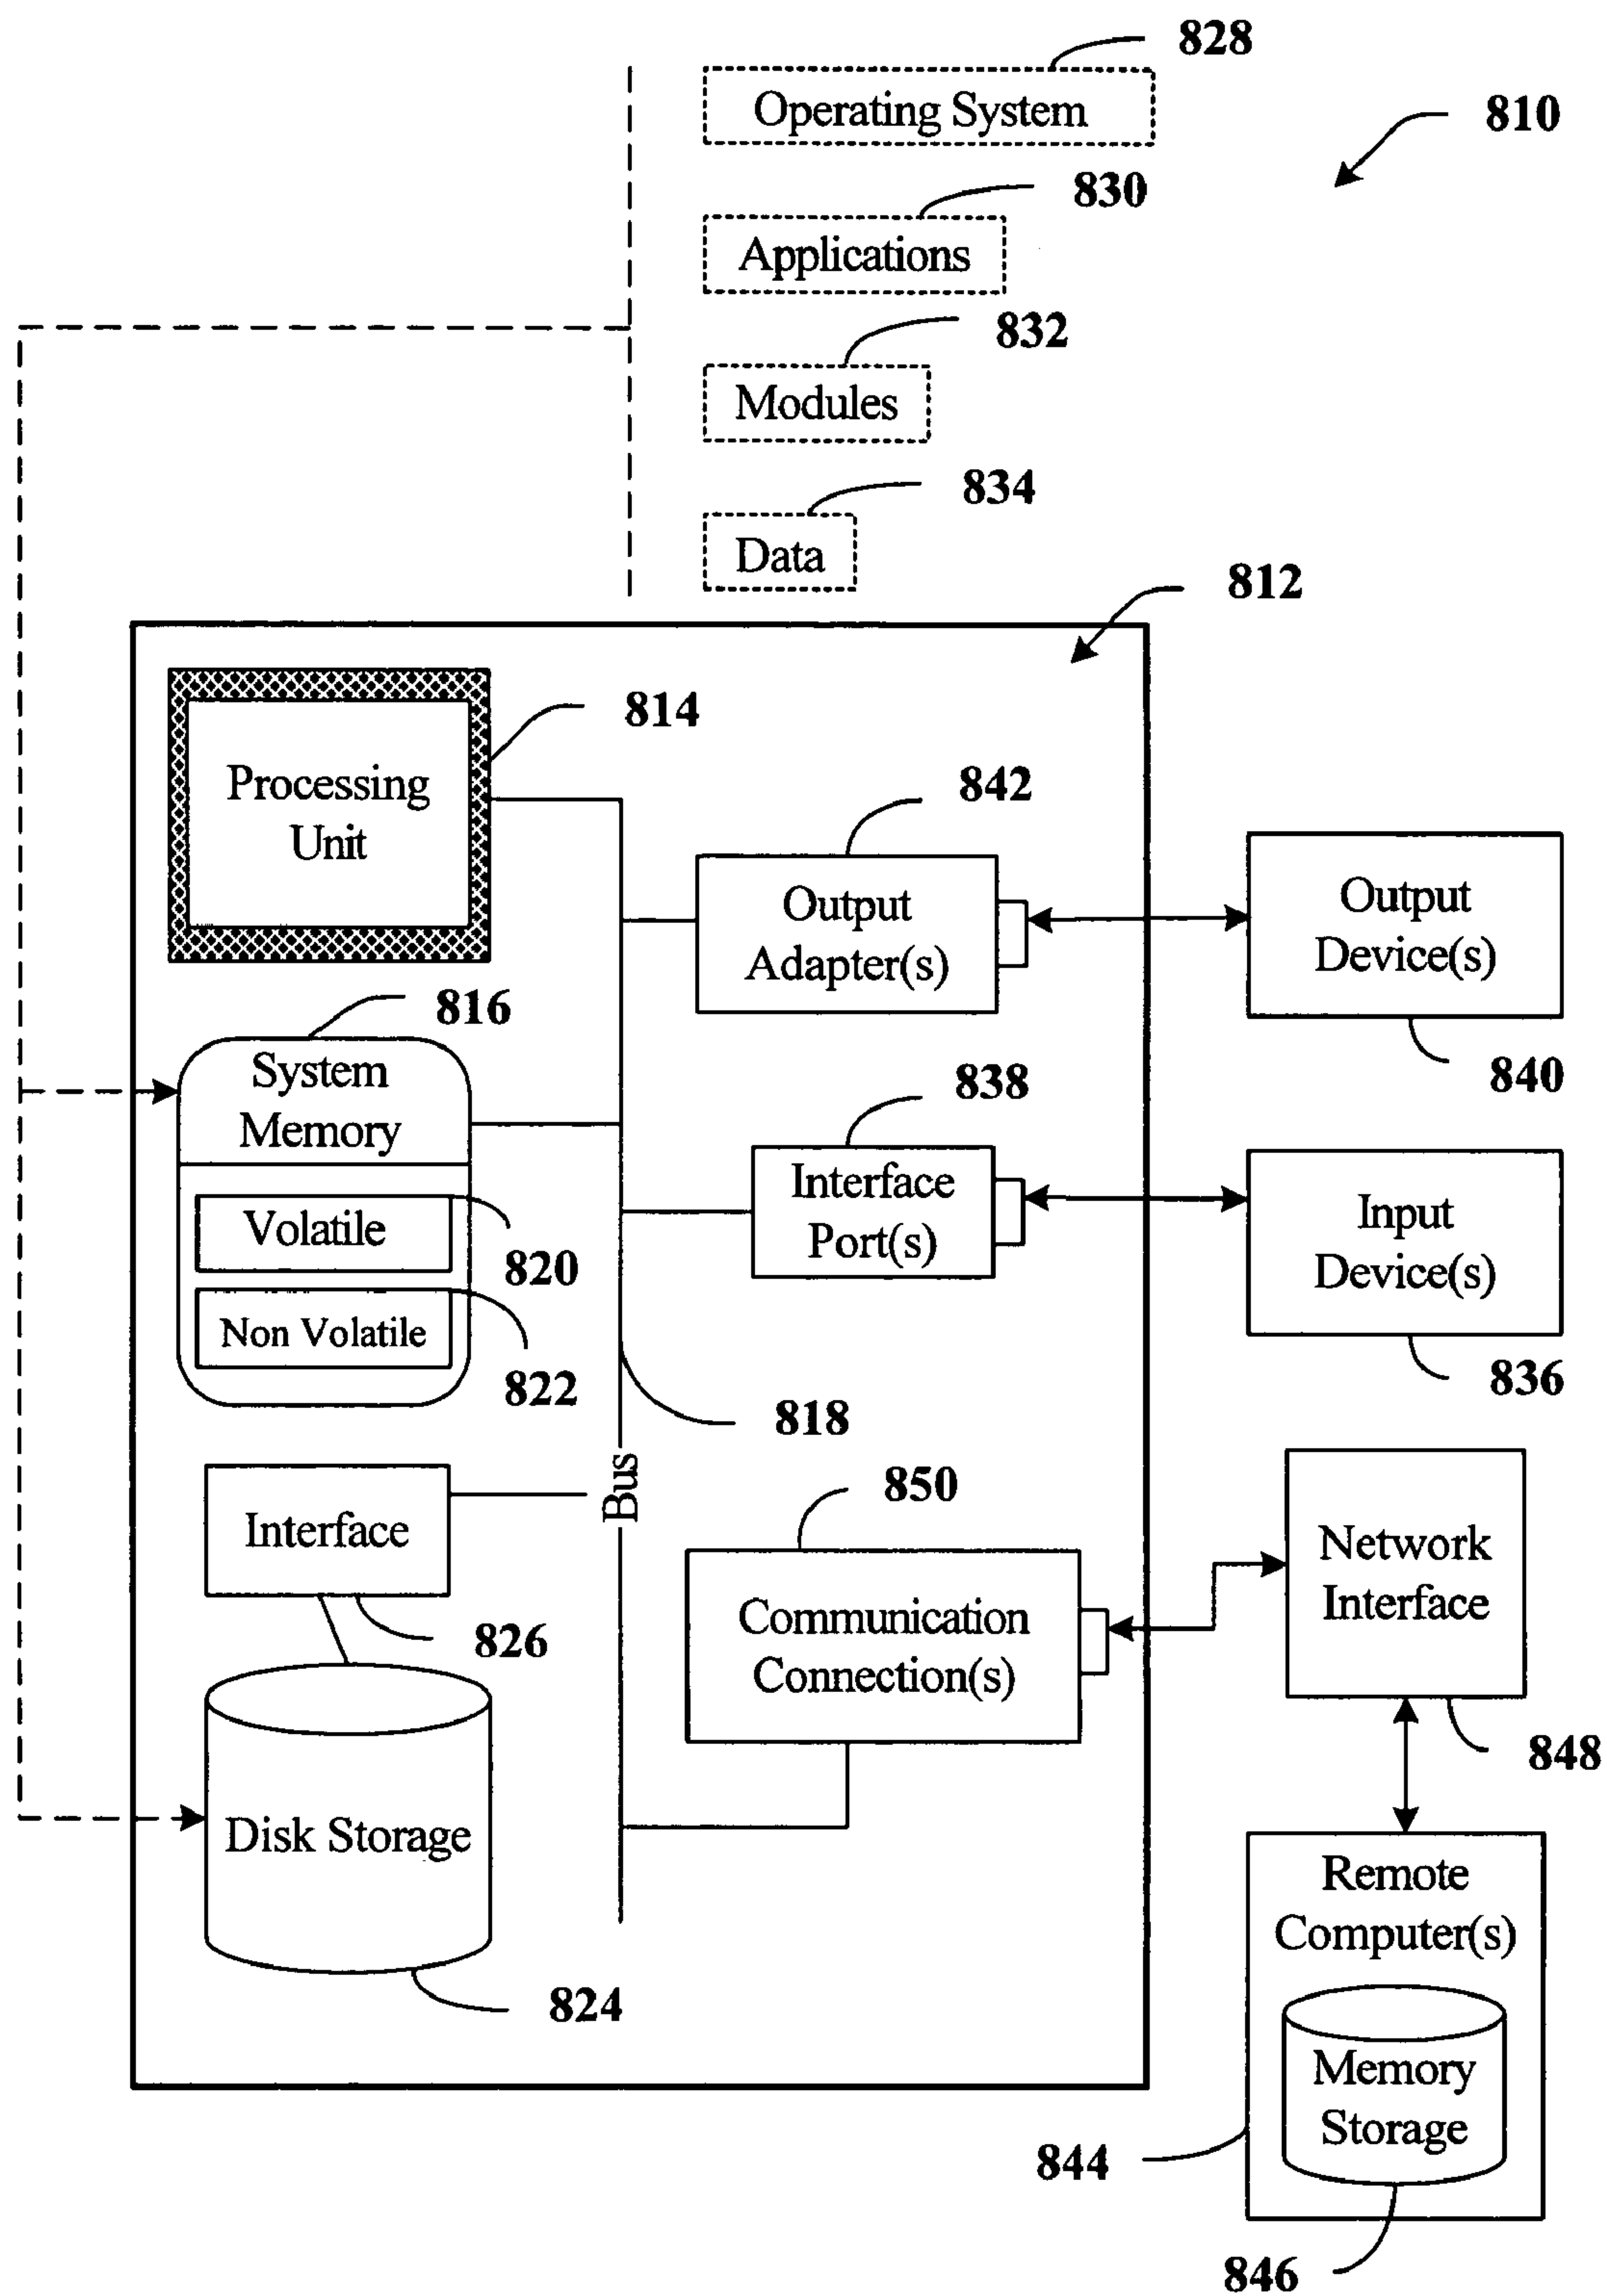 828
Operating System
810
830
Applications
832
Modules
834
Data
812
814
Processing
Unit
842
Output
Adapter(s)
Output
Device(s)
840
816
System
Memory
838
Interface
Port(s)
Input
Device(s)
836
Volatile
820
Non Volatile
822
818
Bus
Interface
826
850
Communication
Connection(s)
Network
Interface
848
Disk Storage
824
Remote
Computer(s)
Memory
Storage
844
846